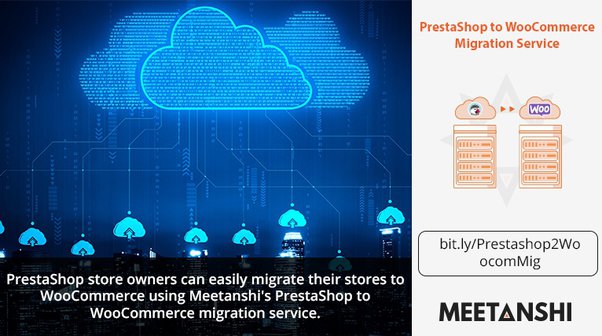 PrestaShop to WooCommerce
Migration Service
WOO
bit.ly/Prestashop2Wo
ocomMig
MEETANSHI
PrestaShop store owners can easily migrate their stores to
WooCommerce using Meetanshi's PrestaShop to
WooCommerce migration service.